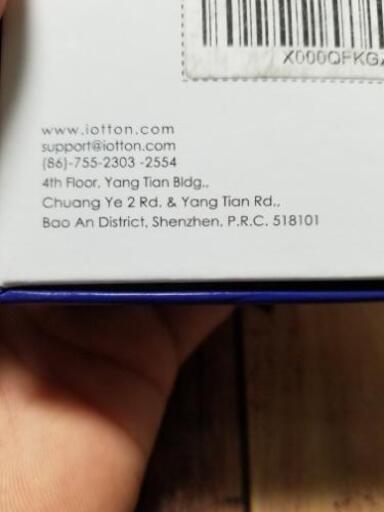 X000QFKG
www.iotton.com
support@iotton.com
(86)-755-2303 -2554
4th Floor, Yang Tian Bldg.,
Chuang Ye 2 Rd. & Yang Tian Rd.,
Bao An District, Shenzhen, P.R.C. 518101